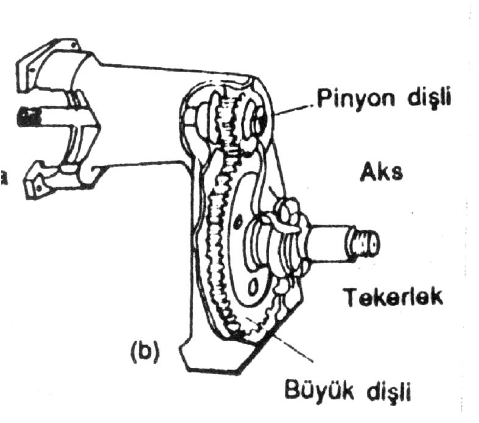 Pinyon dişli
Aks
Tekerlek
(b)
Büyük dişli